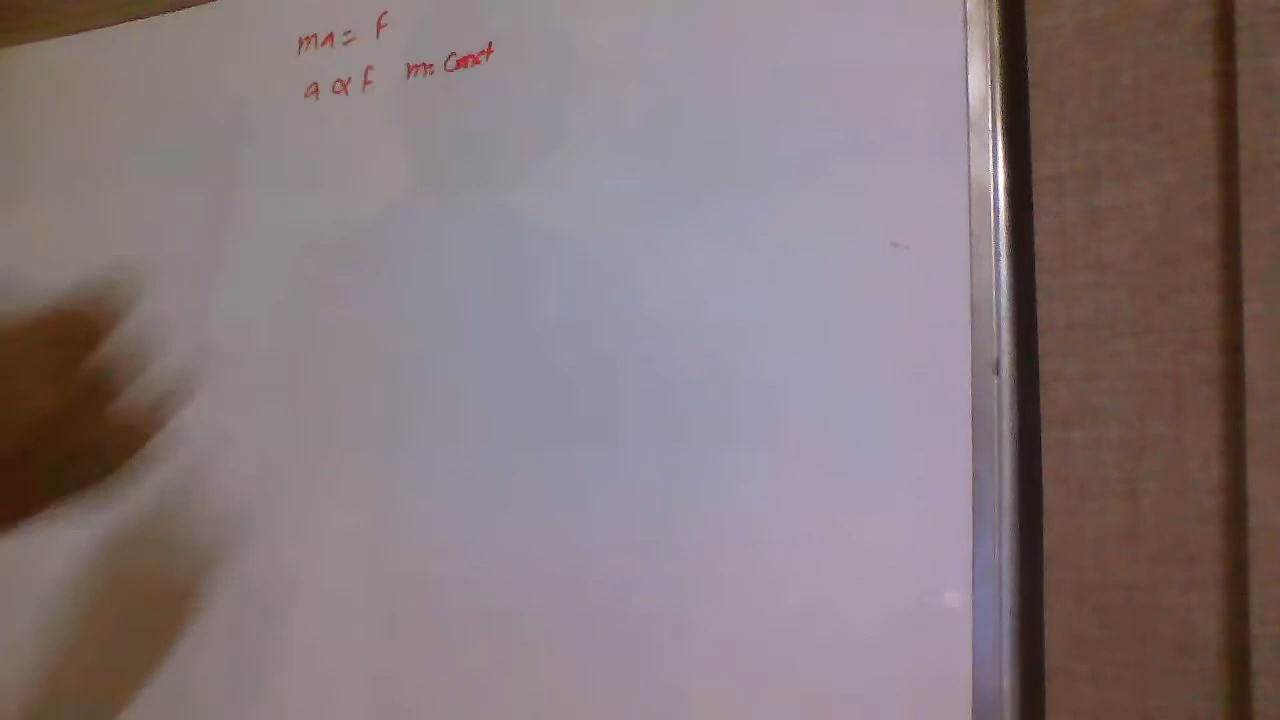 ma = f
a ∝ f m = Const